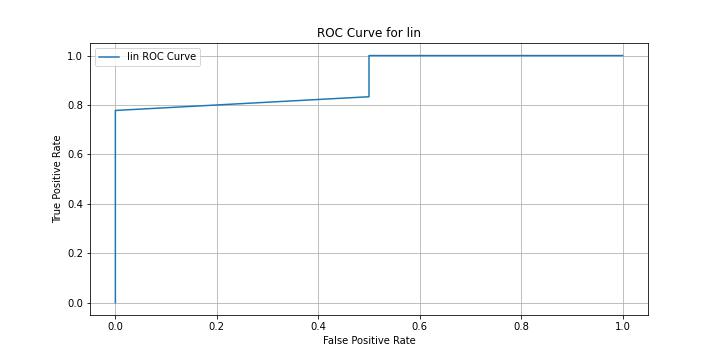 ROC Curve for lin
lin ROC Curve
True Positive Rate
1.0
0.8
0.6
0.4
0.2
0.0
0.0 0.2 0.4 0.6 0.8 1.0
False Positive Rate